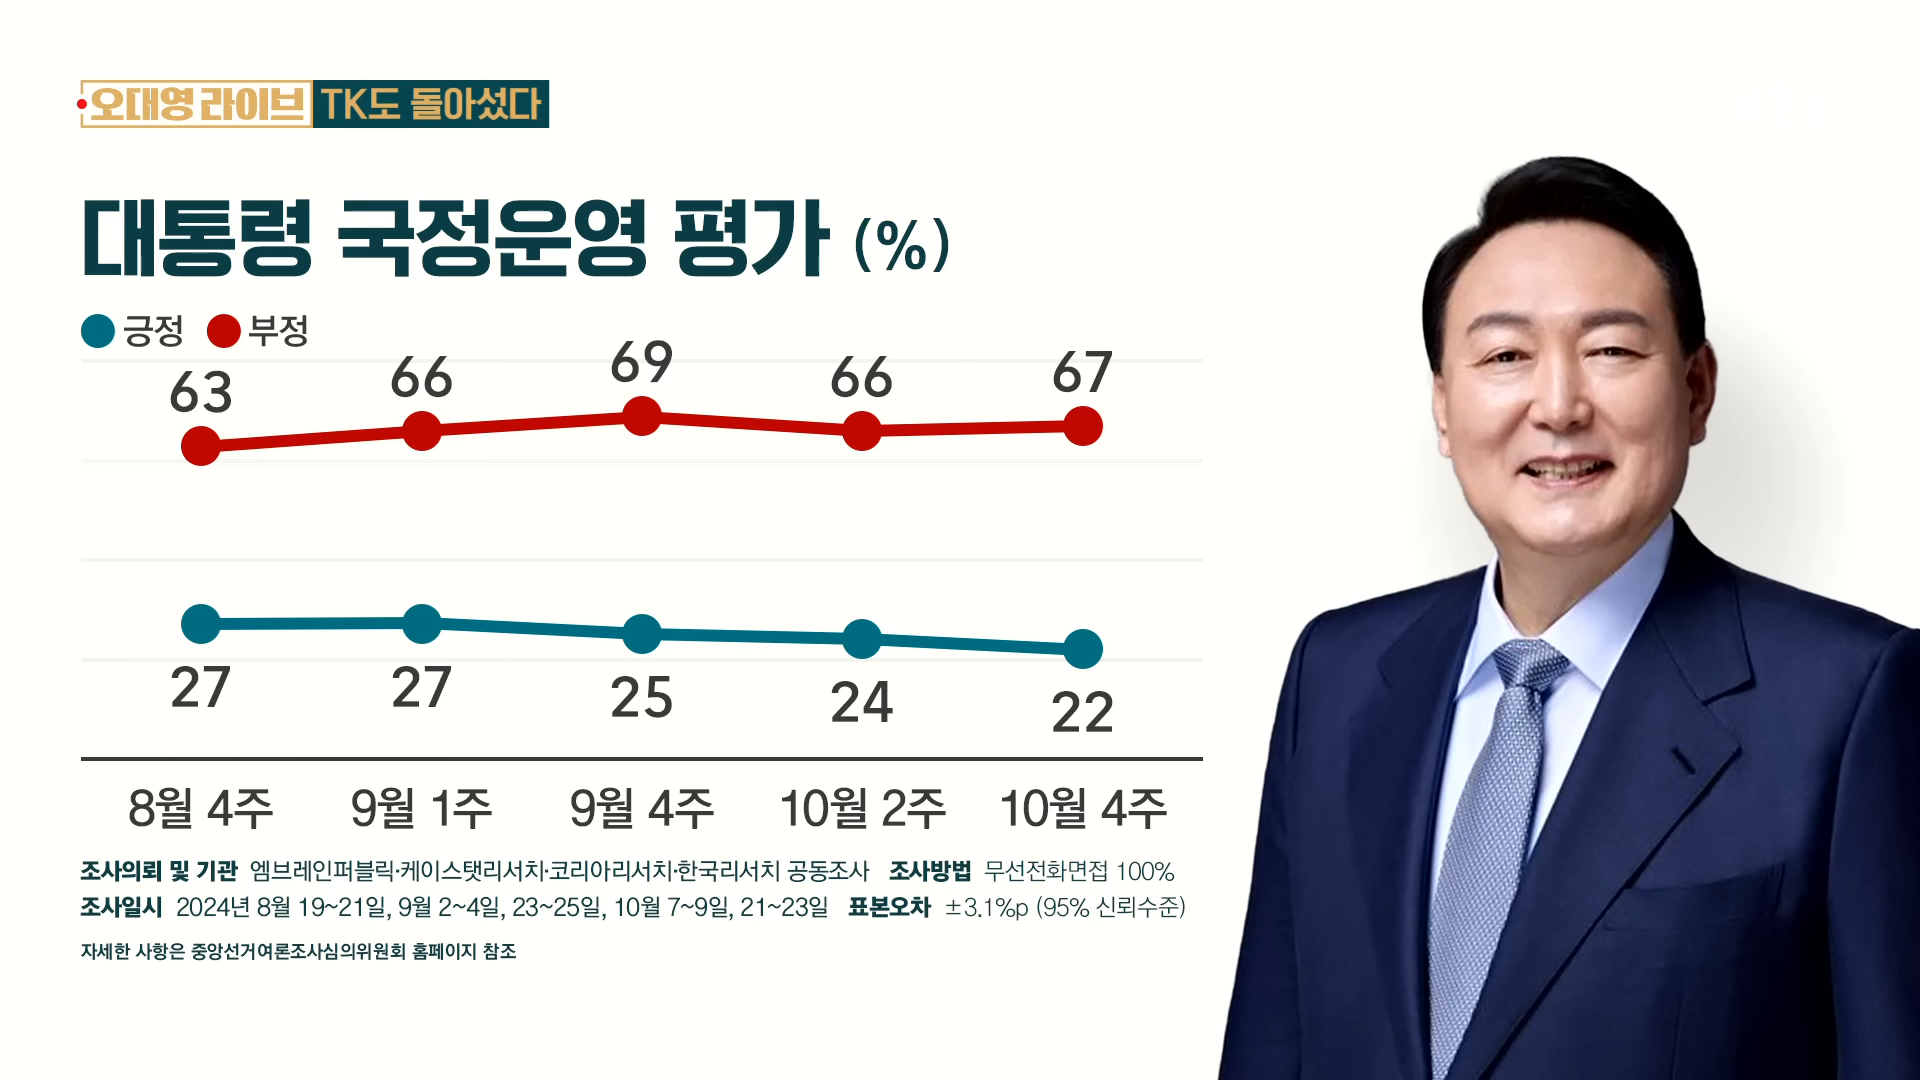 오대영 라이브 TK도 돌아섰다
대통령 국정운영 평가 (%)
긍정 부정
63 66 69 66 67
27 27 25 24 22
8월 4주 9월 1주 9월 4주 10월 2주 10월 4주
조사의뢰 및 기관 엠브레인퍼블릭·케이스탯리서치·코리아리서치·한국리서치 공동조사 조사방법 무선전화면접 100%
조사일시 2024년 8월 19~21일, 9월 2~4일, 23~25일, 10월 7~9일, 21~23일 표본오차 ±3.1%p (95% 신뢰수준)
자세한 사항은 중앙선거여론조사심의위원회 홈페이지 참조